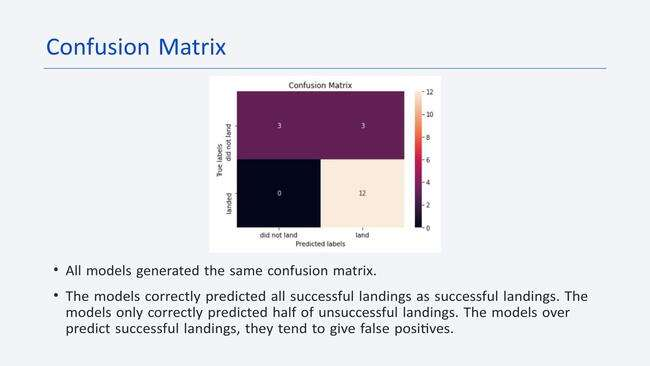 Confusion Matrix
Confusion Matrix
12
10
8
6
4
2
0
True labels
did not land
landed
3 3
0 12
did not land land
Predicted labels
• All models generated the same confusion matrix.
• The models correctly predicted all successful landings as successful landings. The
models only correctly predicted half of unsuccessful landings. The models over
predict successful landings, they tend to give false positives.